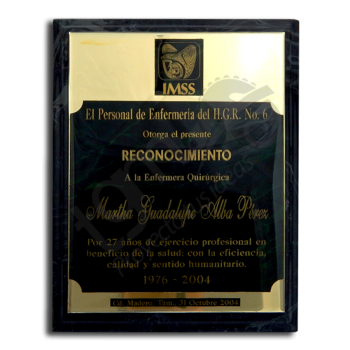 IMSS
El Personal de Enfermería del H.G.R. No. 6
Otorga el presente
RECONOCIMIENTO
A la Enfermera Quirúrgica
Martha Guadalupe Alba Pérez
Por 27 años de ejercicio profesional en
beneficio de la salud: con la eficiencia,
calidad y sentido humanitario.
1976 - 2004
Cd. Madero, Tam., 31 Octubre 2004